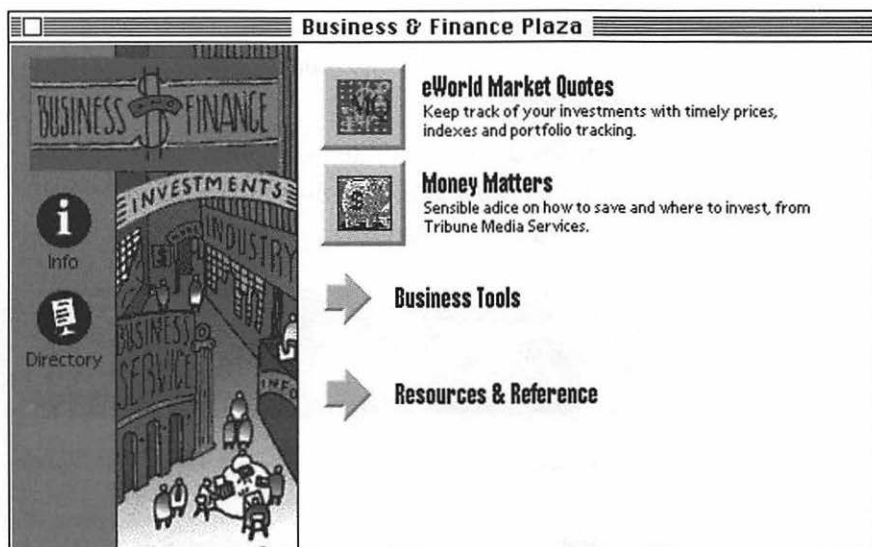 Business & Finance Plaza
BUSINESS $ FINANCE
INVESTMENTS
INDUSTRY
BUSINESS
SERVICE
INFO
i
Info
Directory
MQ
eWorld Market Quotes
Keep track of your investments with timely prices,
indexes and portfolio tracking.
$
Money Matters
Sensible adice on how to save and where to invest, from
Tribune Media Services.
Business Tools
Resources & Reference